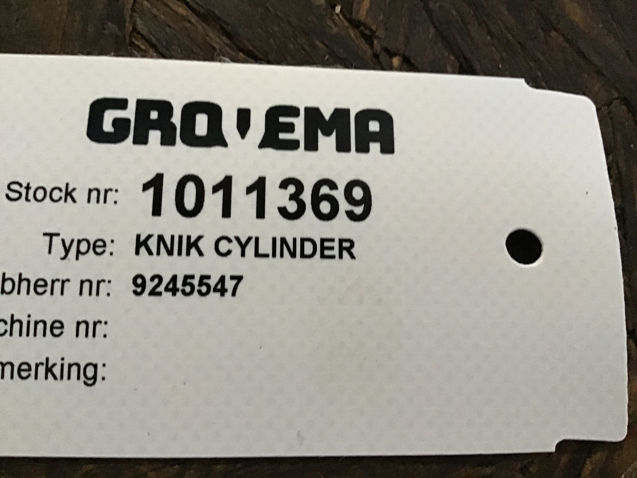 GROVEMA
Stock nr: 1011369
Type: KNIK CYLINDER
bherr nr: 9245547
chine nr:
merking: